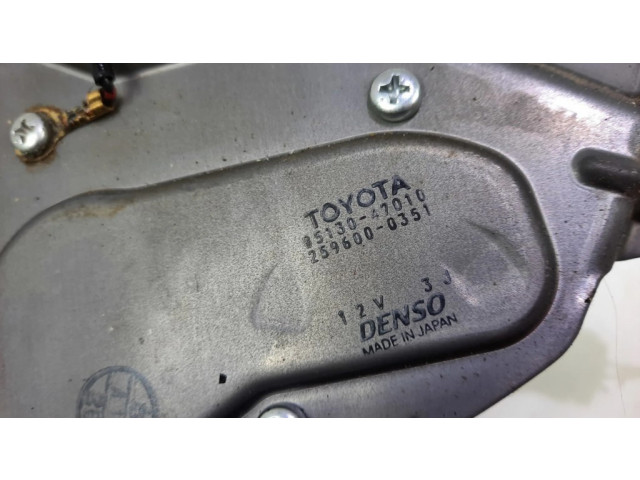 TOYOTA
85130-47010
259600-0351
12V 3J
DENSO
MADE IN JAPAN